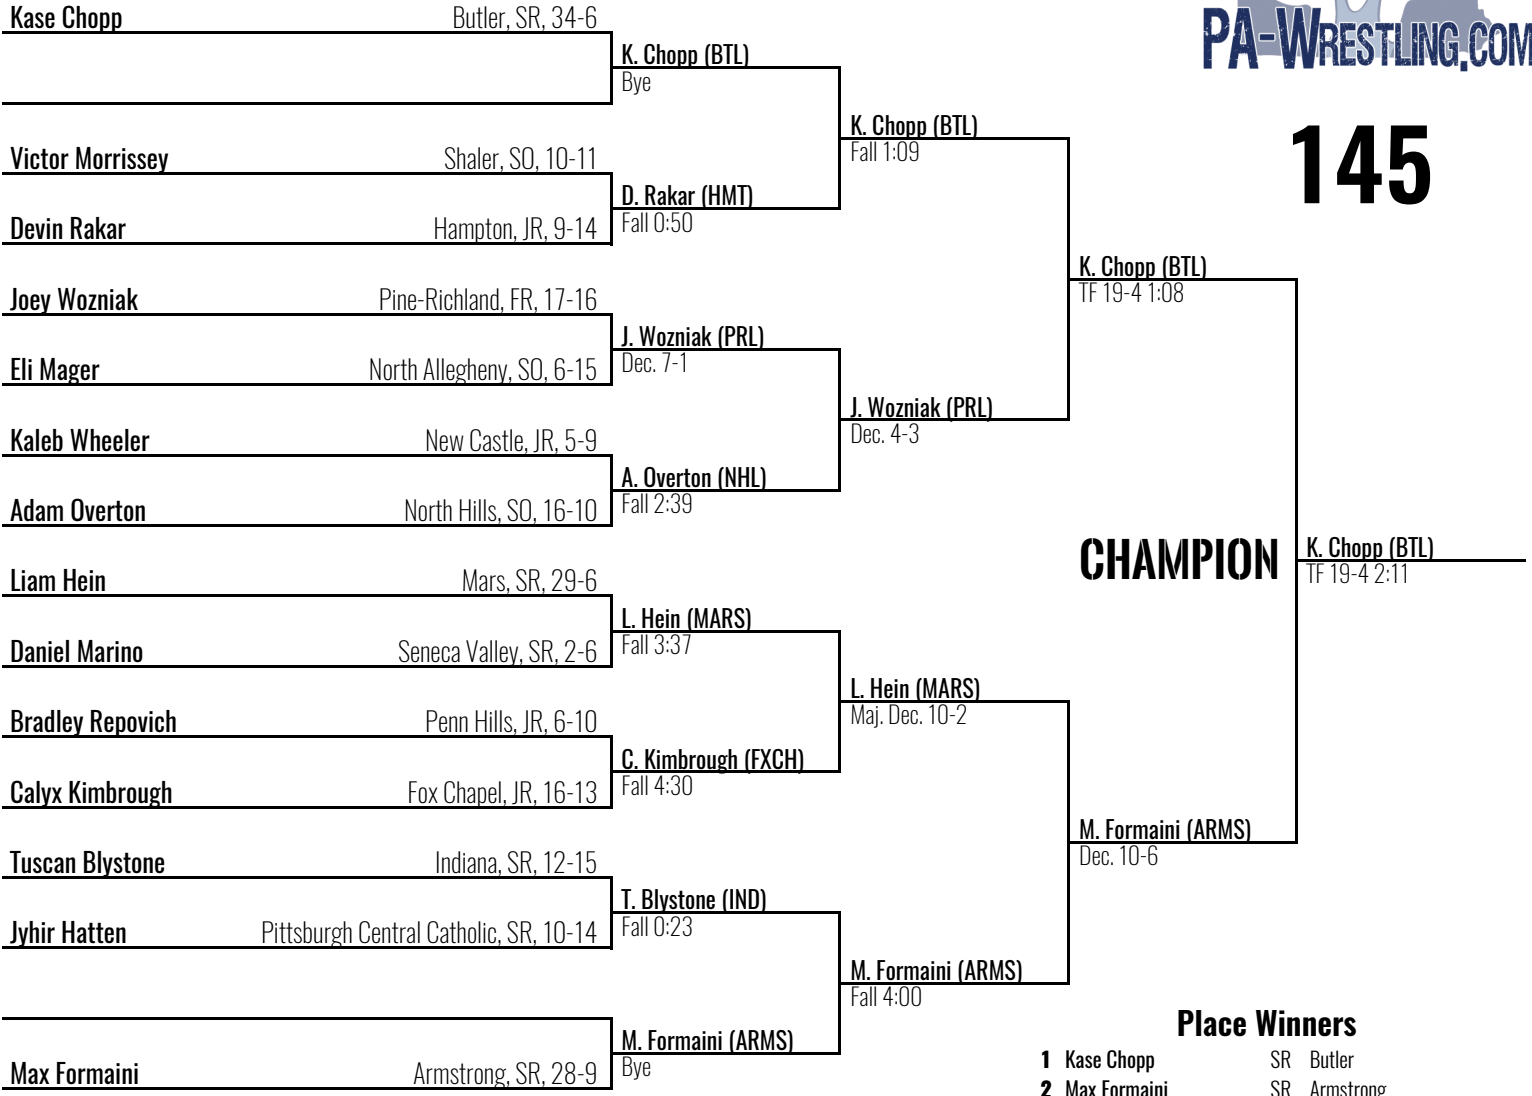 Kase Chopp Butler, SR, 34-6
K. Chopp (BTL)
Bye
Victor Morrissey Shaler, SO, 10-11
D. Rakar (HMT)
Fall 0:50
Devin Rakar Hampton, JR, 9-14
K. Chopp (BTL)
Fall 1:09
Joey Wozniak Pine-Richland, FR, 17-16
J. Wozniak (PRL)
Dec. 7-1
Eli Mager North Allegheny, SO, 6-15
Kaleb Wheeler New Castle, JR, 5-9
A. Overton (NHL)
Fall 2:39
Adam Overton North Hills, SO, 16-10
J. Wozniak (PRL)
Dec. 4-3
K. Chopp (BTL)
TF 19-4 1:08
Liam Hein Mars, SR, 29-6
L. Hein (MARS)
Fall 3:37
Daniel Marino Seneca Valley, SR, 2-6
Bradley Repovich Penn Hills, JR, 6-10
C. Kimbrough (FXCH)
Fall 4:30
Calyx Kimbrough Fox Chapel, JR, 16-13
L. Hein (MARS)
Maj. Dec. 10-2
Tuscan Blystone Indiana, SR, 12-15
T. Blystone (IND)
Fall 0:23
Jyhir Hatten Pittsburgh Central Catholic, SR, 10-14
M. Formaini (ARMS)
Bye
Max Formaini Armstrong, SR, 28-9
M. Formaini (ARMS)
Fall 4:00
M. Formaini (ARMS)
Dec. 10-6
CHAMPION
K. Chopp (BTL)
TF 19-4 2:11
PA-WRESTLING.COM
145
Place Winners
1 Kase Chopp SR Butler
2 Max Formaini SR Armstrong